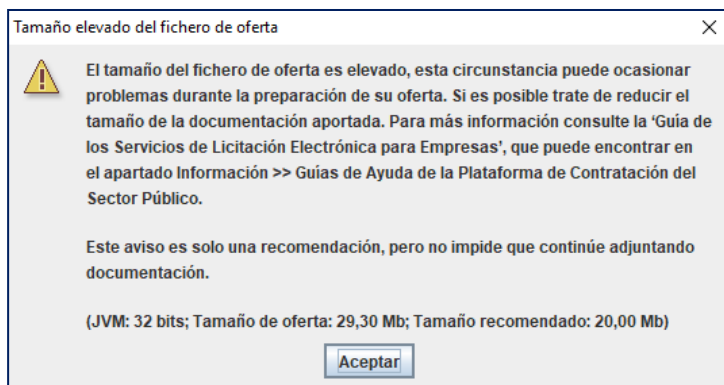 Tamaño elevado del fichero de oferta
El tamaño del fichero de oferta es elevado, esta circunstancia puede ocasionar
problemas durante la preparación de su oferta. Si es posible trate de reducir el
tamaño de la documentación aportada. Para más información consulte la 'Guía de
los Servicios de Licitación Electrónica para Empresas', que puede encontrar en
el apartado Información >> Guías de Ayuda de la Plataforma de Contratación del
Sector Público.
Este aviso es solo una recomendación, pero no impide que continúe adjuntando
documentación.
(JVM: 32 bits; Tamaño de oferta: 29,30 Mb; Tamaño recomendado: 20,00 Mb)
Aceptar